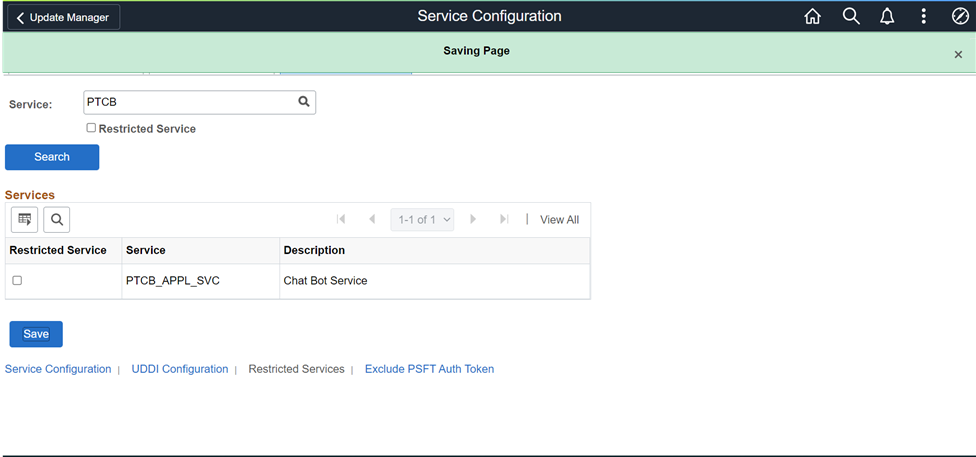 Update Manager
Service Configuration
Saving Page
Service:
PTCB
Restricted Service
Search
Services
1-1 of 1
| View All
Restricted Service Service Description
PTCB_APPL_SVC Chat Bot Service
Save
Service Configuration | UDDI Configuration | Restricted Services | Exclude PSFT Auth Token